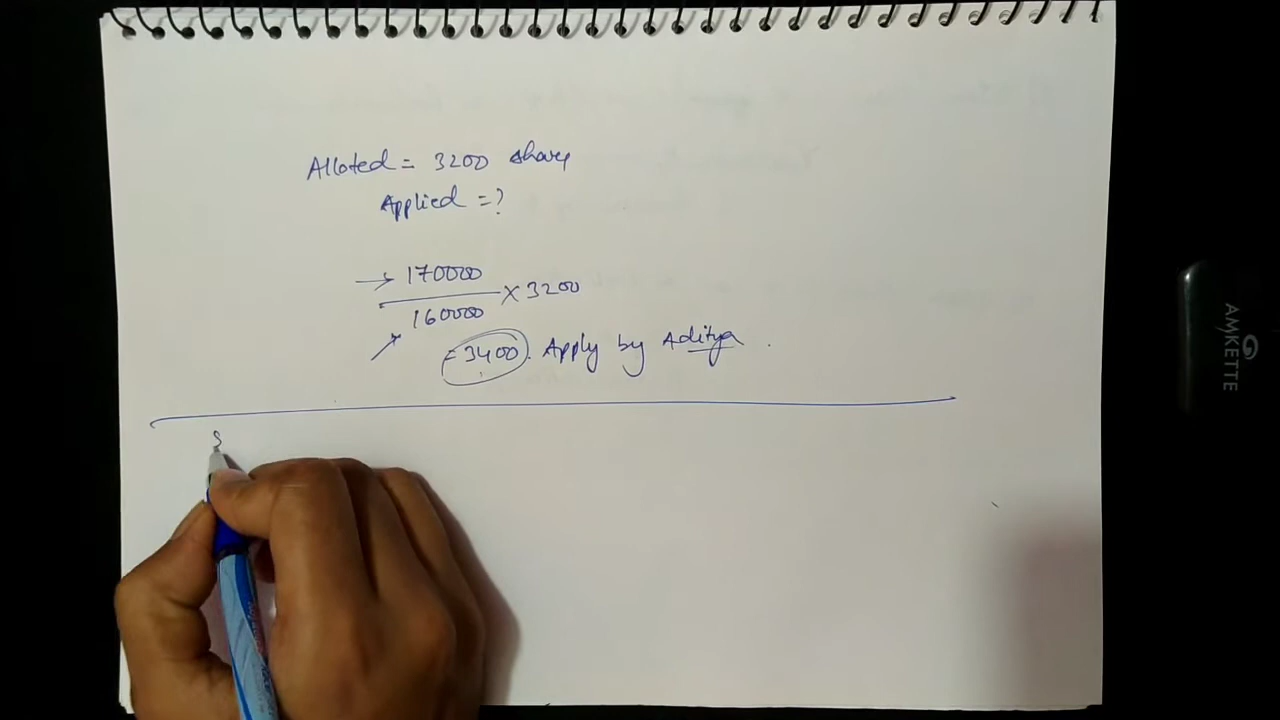 Alloted = 3200 share
Applied = ?
→ 170000
× 3200
160000
= 3400. Apply by Aditya.
S
AMKETTE